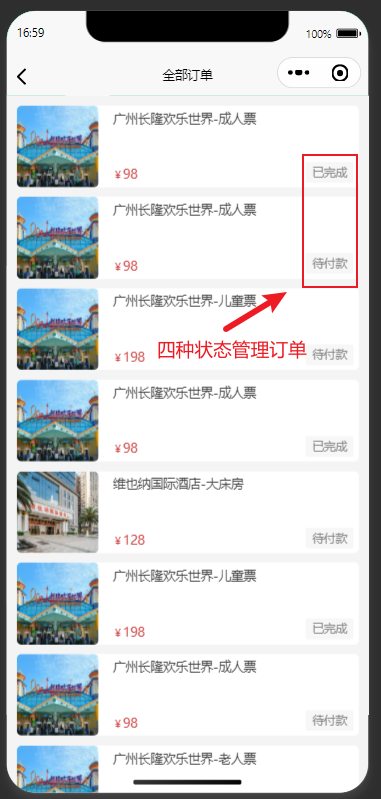 16:59
100%
全部订单
广州长隆欢乐世界-成人票
¥98
已完成
广州长隆欢乐世界-成人票
¥98
待付款
广州长隆欢乐世界-儿童票
¥198
待付款
四种状态管理订单
广州长隆欢乐世界-成人票
¥98
已完成
维也纳国际酒店-大床房
¥128
待付款
广州长隆欢乐世界-儿童票
¥198
已完成
广州长隆欢乐世界-成人票
¥98
待付款
广州长隆欢乐世界-老人票